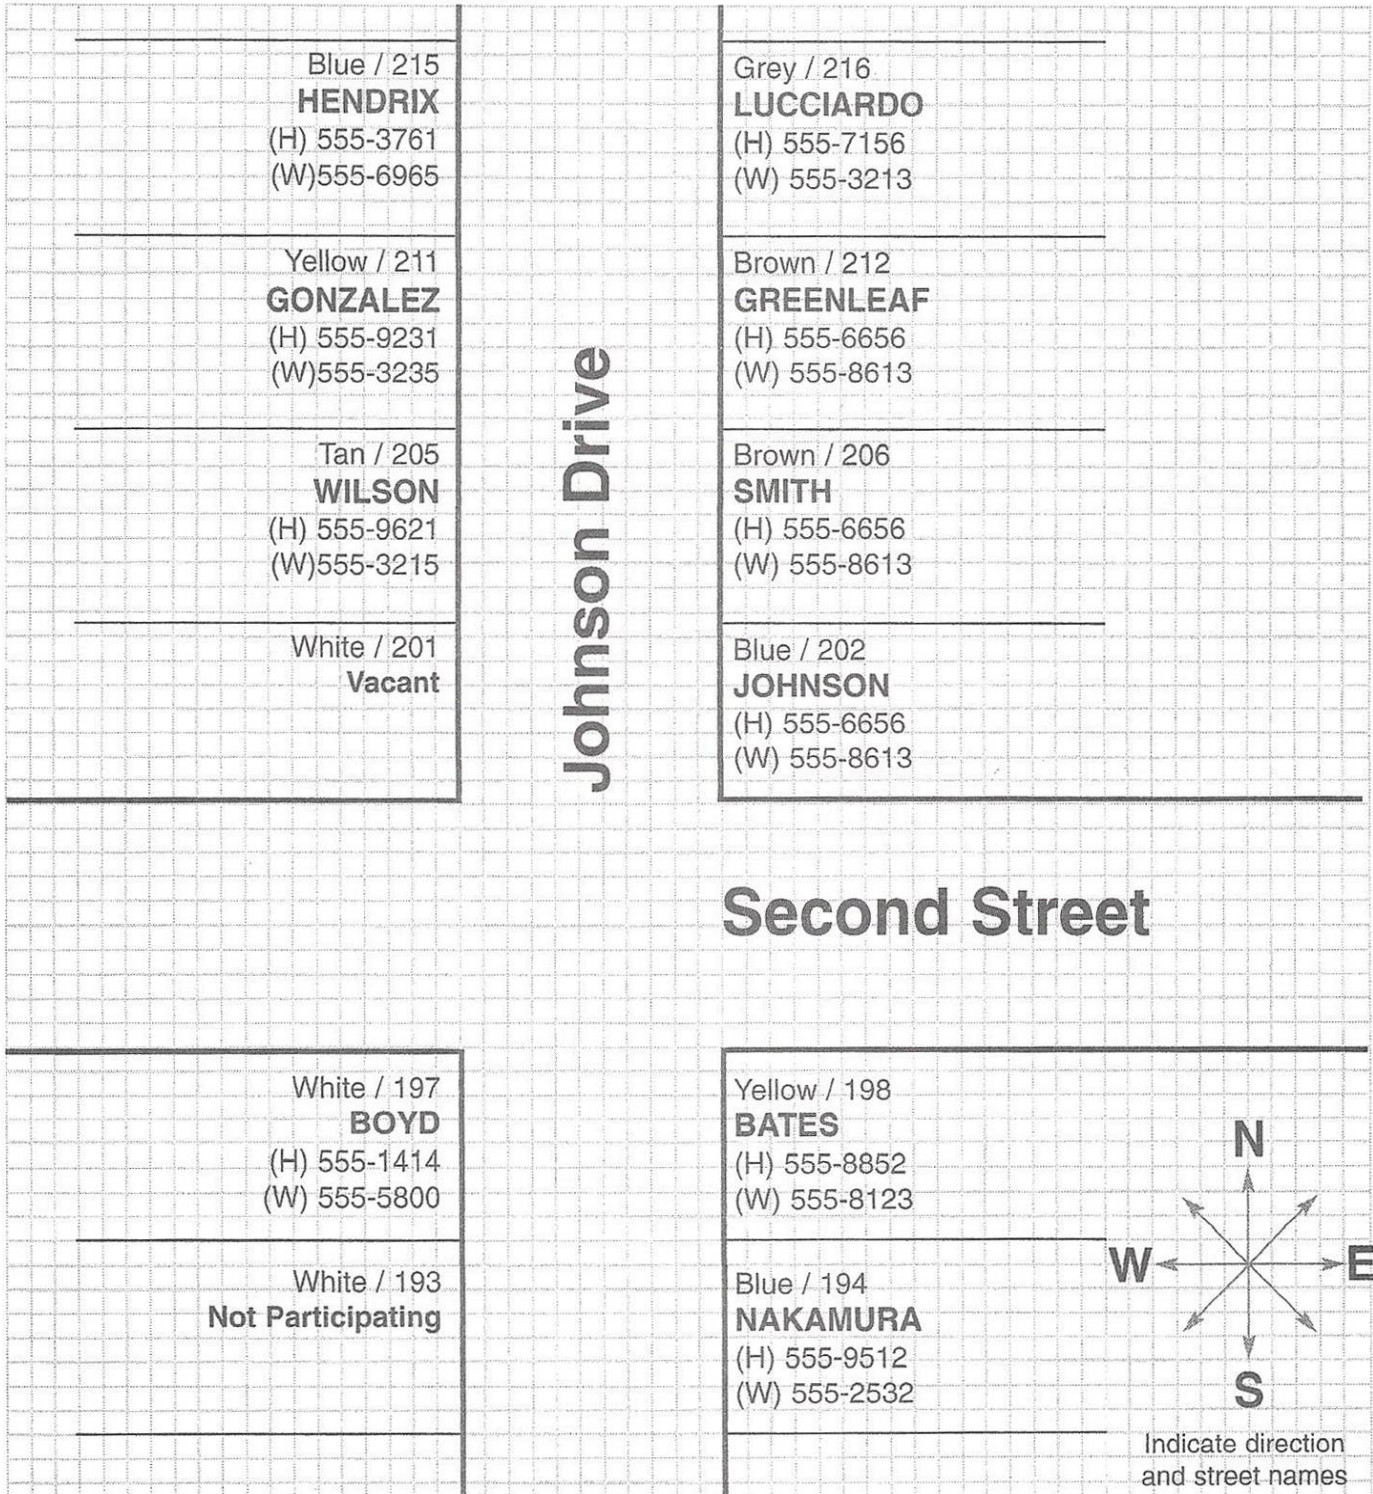 Blue / 215
HENDRIX
(H) 555-3761
(W)555-6965
Yellow / 211
GONZALEZ
(H) 555-9231
(W)555-3235
Tan / 205
WILSON
(H) 555-9621
(W)555-3215
White / 201
Vacant
Johnson Drive
Grey / 216
LUCCIARDO
(H) 555-7156
(W) 555-3213
Brown / 212
GREENLEAF
(H) 555-6656
(W) 555-8613
Brown / 206
SMITH
(H) 555-6656
(W) 555-8613
Blue / 202
JOHNSON
(H) 555-6656
(W) 555-8613
Second Street
White / 197
BOYD
(H) 555-1414
(W) 555-5800
White / 193
Not Participating
Yellow / 198
BATES
(H) 555-8852
(W) 555-8123
Blue / 194
NAKAMURA
(H) 555-9512
(W) 555-2532
N
W
E
S
Indicate direction
and street names